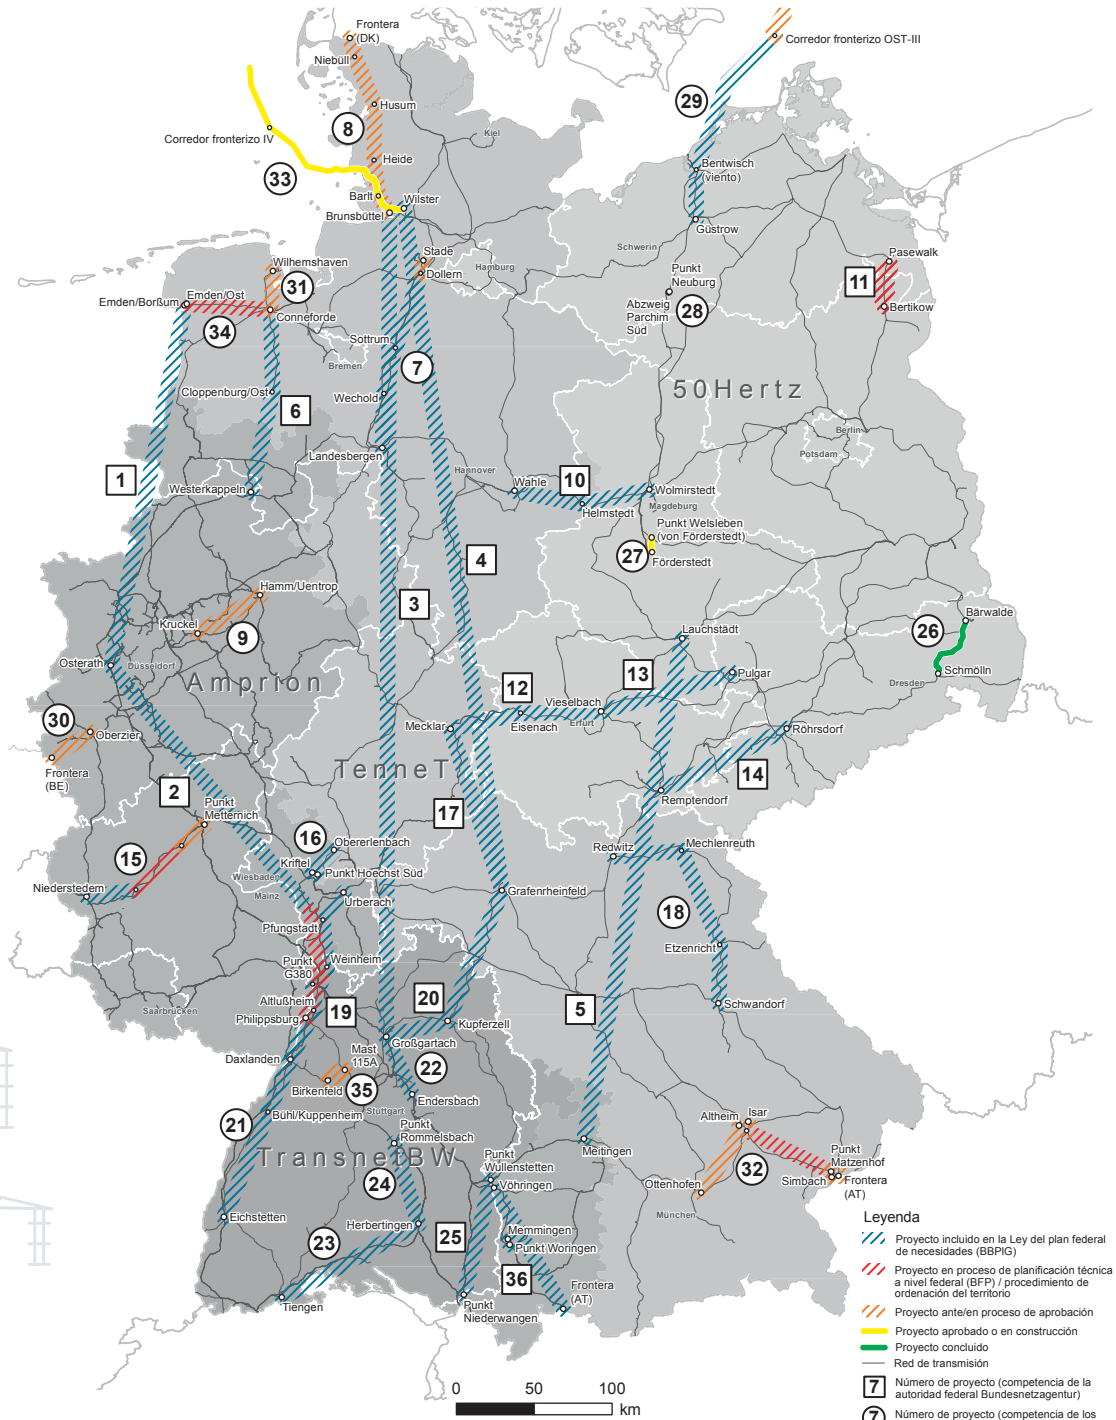 Frontera
(DK)
Niebüll
Corredor fronterizo OST-III
29
Husum
8
Kiel
Corredor fronterizo IV
Heide
33
Bentwisch
(viento)
Barlt
Wilster
Brunsbüttel
Güstrow
Schwerin
Stade
Hamburg
Dollern
Pasewalk
Wilhemshaven
31
Punkt
Neuburg
11
Emden/Borßum
Emden/Ost
Abzweig
Parchim
Süd
28
Bertikow
Conneforde
34
Sottrum
Bremen
7
50Hertz
Cloppenburg/Ost
Wechold
6
Berlin
Potsdam
Landesbergen
1
Hannover
10
Westerkappeln
Wahle
Wolmirstedt
Magdeburg
Helmstedt
Punkt Welsleben
(von Förderstedt)
27
Förderstedt
4
Hamm/Uentrop
3
Kruckel
9
Bärwalde
26
Lauchstädt
Osterath
Düsseldorf
Amprion
13
Pulgar
Schmölln
Dresden
12
Vieselbach
30
Oberzier
Mecklar
Eisenach
Erfurt
Röhrsdorf
Frontera
(BE)
TenneT
14
2
Remptendorf
Punkt
Metternich
17
16
Obererlenbach
Mechlenreuth
Redwitz
15
Kriftel
Punkt Hoechst Süd
Wiesbaden
Niederstedem
Mainz
Urberach
Grafenrheinfeld
18
Pfungstadt
Etzenricht
Punkt
G380
Weinheim
Altlußheim
20
Schwandorf
Saarbrücken
Philippsburg
19
5
Kupferzell
Großgartach
Daxlanden
Mast
115A
22
Birkenfeld
35
Endersbach
Bühl/Kuppenheim
Stuttgart
21
Punkt
Rommelsbach
Altheim
Isar
TransnetBW
Meitingen
Punkt
Wullenstetten
Punkt
Matzenhof
32
Simbach
Frontera
(AT)
Vöhringen
24
Ottenhofen
Eichstetten
Herbertingen
München
23
25
Memmingen
Punkt Woringen
36
Frontera
(AT)
Tiengen
Punkt
Niederwangen
0 50 100
km
Leyenda
Proyecto incluido en la Ley del plan federal
de necesidades (BBPIG)
Proyecto en proceso de planificación técnica
a nivel federal (BFP) / procedimiento de
ordenación del territorio
Proyecto ante/en proceso de aprobación
Proyecto aprobado o en construcción
Proyecto concluido
Red de transmisión
7
Número de proyecto (competencia de la
autoridad federal Bundesnetzagentur)
7
Número de proyecto (competencia de los